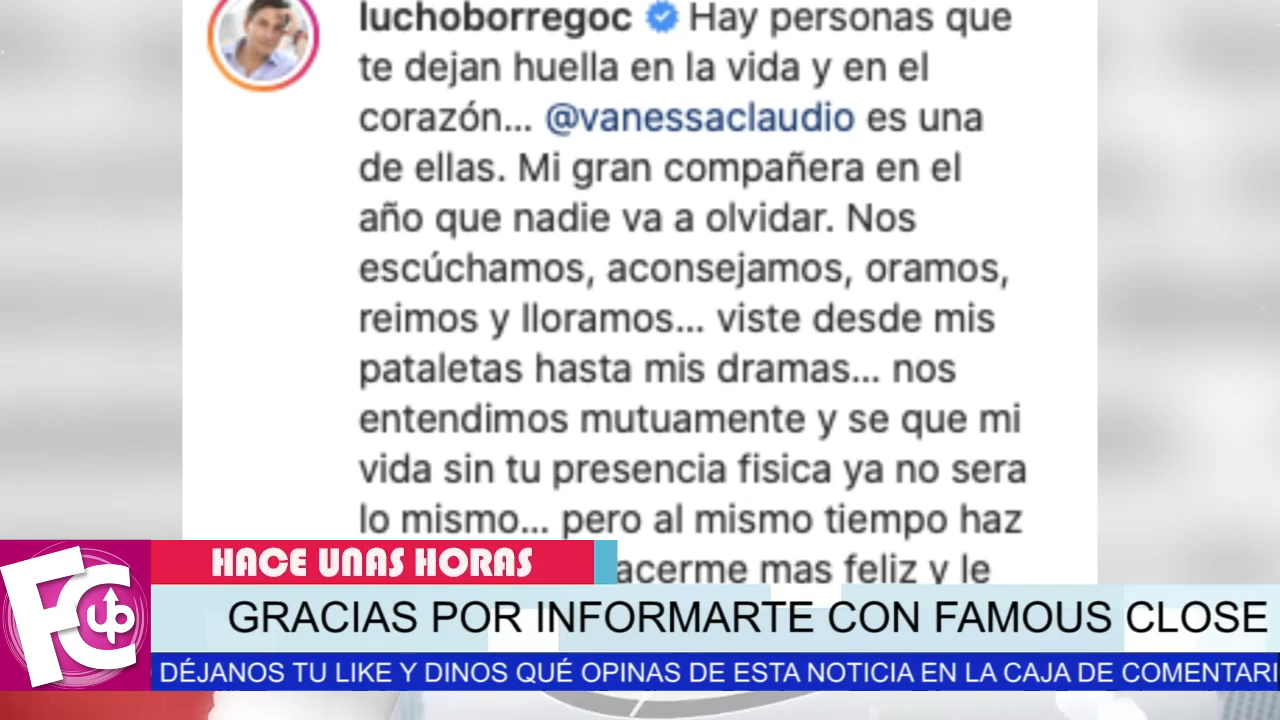 luchoborregoc Hay personas que
te dejan huella en la vida y en el
corazón... @vanessaclaudio es una
de ellas. Mi gran compañera en el
año que nadie va a olvidar. Nos
escúchamos, aconsejamos, oramos,
reimos y lloramos... viste desde mis
pataletas hasta mis dramas... nos
entendimos mutuamente y se que mi
vida sin tu presencia fisica ya no sera
lo mismo... pero al mismo tiempo haz
mas feliz y le
HACE UNAS HORAS
GRACIAS POR INFORMARTE CON FAMOUS CLOSE
DÉJANOS TU LIKE Y DINOS QUÉ OPINAS DE ESTA NOTICIA EN LA CAJA DE
FC up